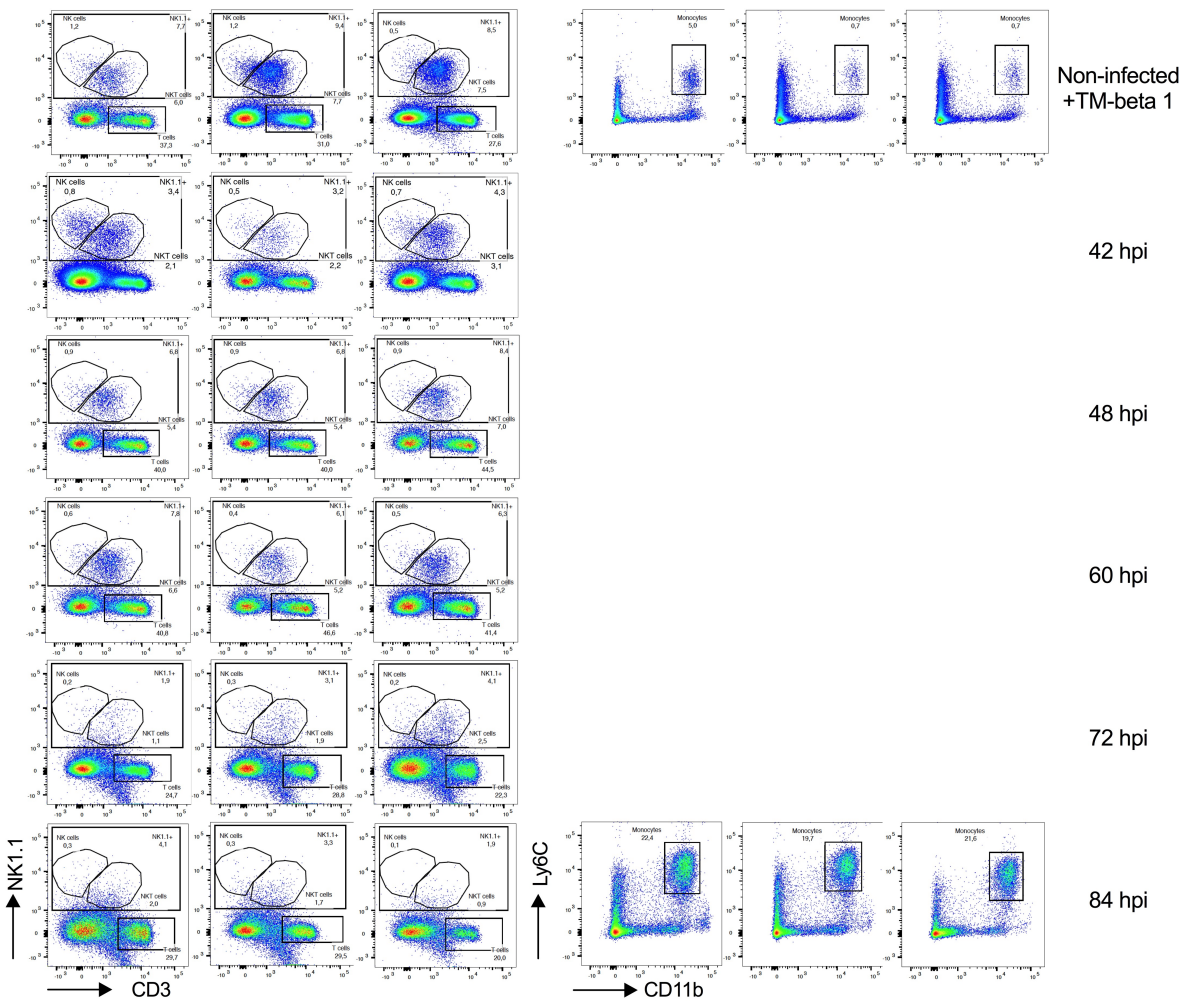 NK cells
1,2
NK1.1+
7,7
NKT cells
6,0
T cells
37,3
NK cells
1,2
NK1.1+
9,4
NKT cells
7,7
T cells
31,0
NK cells
0,5
NK1.1+
8,5
NKT cells
7,5
T cells
27,6
Monocytes
5,0
Monocytes
0,7
Monocytes
0,7
Non-infected
+TM-beta 1
NK cells
0,8
NK1.1+
3,4
NKT cells
2,1
NK cells
0,5
NK1.1+
3,2
NKT cells
2,2
NK cells
0,7
NK1.1+
4,3
NKT cells
3,1
42 hpi
NK cells
0,9
NK1.1+
6,8
NKT cells
5,4
T cells
40,0
NK cells
0,9
NK1.1+
6,8
NKT cells
5,4
T cells
40,0
NK cells
0,9
NK1.1+
8,4
NKT cells
7,0
T cells
44,5
48 hpi
NK cells
0,6
NK1.1+
7,8
NKT cells
6,6
T cells
40,8
NK cells
0,4
NK1.1+
6,1
NKT cells
5,2
T cells
46,6
NK cells
0,5
NK1.1+
6,3
NKT cells
5,2
T cells
41,4
60 hpi
NK cells
0,2
NK1.1+
1,9
NKT cells
1,1
T cells
24,7
NK cells
0,3
NK1.1+
3,1
NKT cells
1,9
T cells
28,8
NK cells
0,2
NK1.1+
4,1
NKT cells
2,5
T cells
22,3
72 hpi
NK cells
0,3
NK1.1+
4,1
NKT cells
2,0
T cells
29,7
NK cells
0,3
NK1.1+
3,3
NKT cells
1,7
T cells
29,5
NK cells
0,1
NK1.1+
1,9
NKT cells
0,9
T cells
20,0
Monocytes
22,4
Monocytes
19,7
Monocytes
21,6
84 hpi
NK1.1
CD3
Ly6C
CD11b